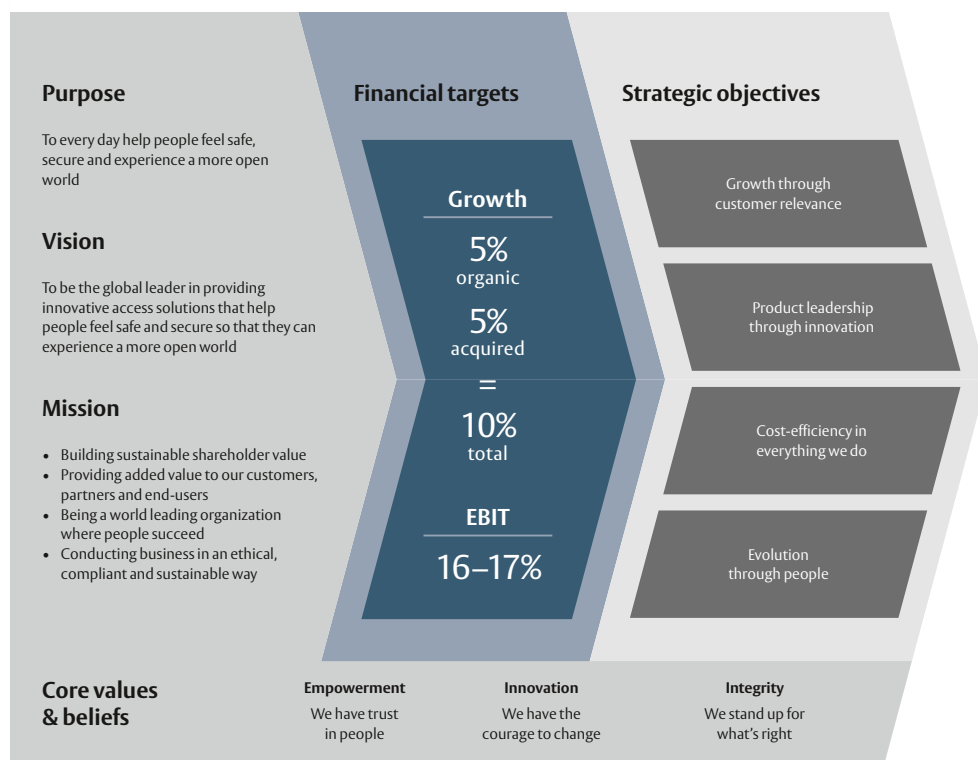 Purpose
To every day help people feel safe,
secure and experience a more open
world
Vision
To be the global leader in providing
innovative access solutions that help
people feel safe and secure so that they can
experience a more open world
Mission
• Building sustainable shareholder value
• Providing added value to our customers,
partners and end-users
• Being a world leading organization
where people succeed
• Conducting business in an ethical,
compliant and sustainable way
Financial targets
Growth
5%
organic
5%
acquired
=
10%
total
EBIT
16–17%
Strategic objectives
Growth through
customer relevance
Product leadership
through innovation
Cost-efficiency in
everything we do
Evolution
through people
Core values
& beliefs
Empowerment
We have trust
in people
Innovation
We have the
courage to change
Integrity
We stand up for
what’s right